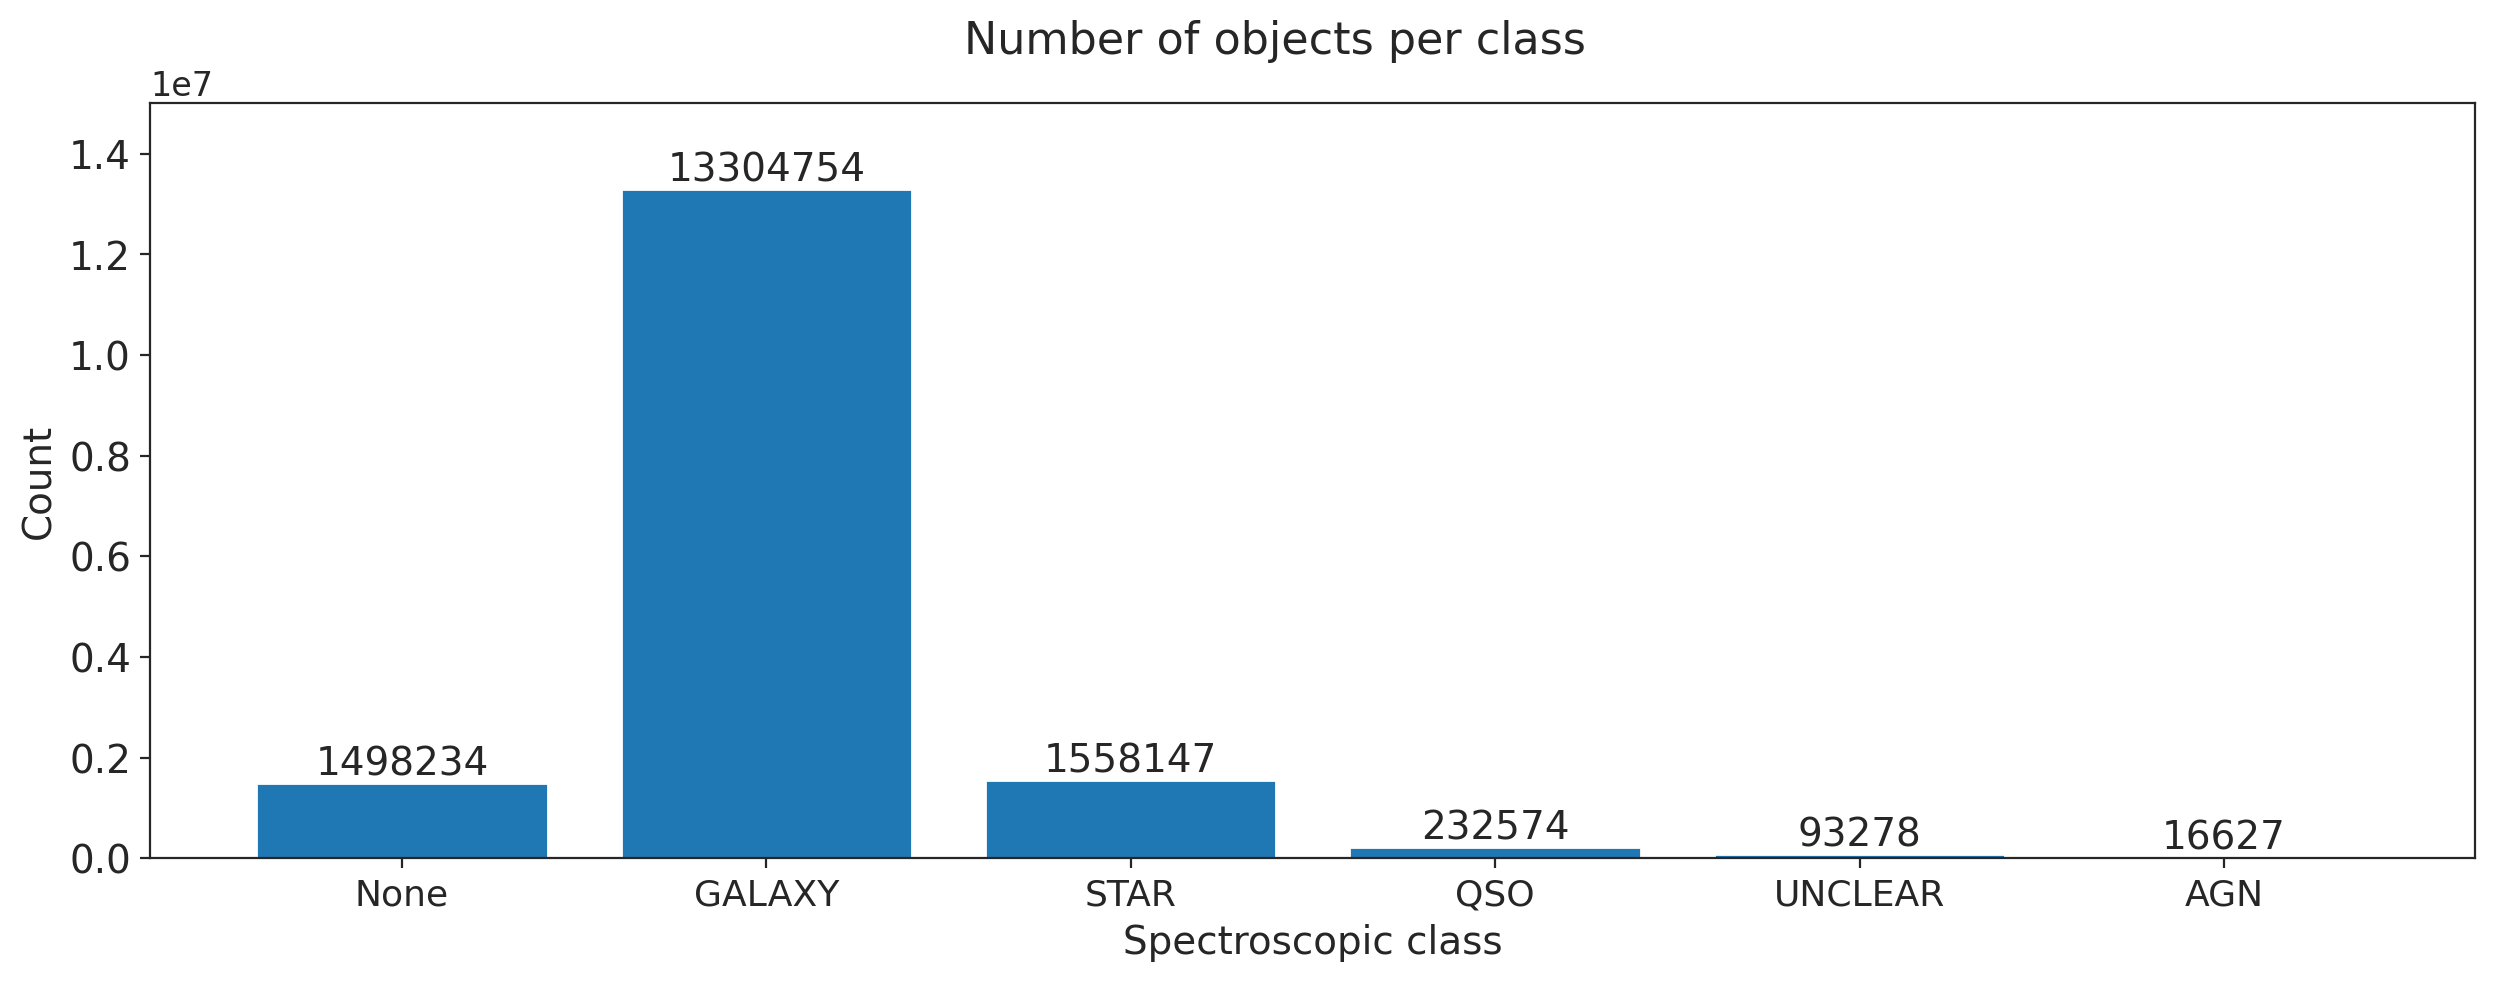 Number of objects per class
1e7
1.4
1.2
1.0
0.8
0.6
0.4
0.2
0.0
Count
1498234
13304754
1558147
232574
93278
16627
None
GALAXY
STAR
QSO
UNCLEAR
AGN
Spectroscopic class